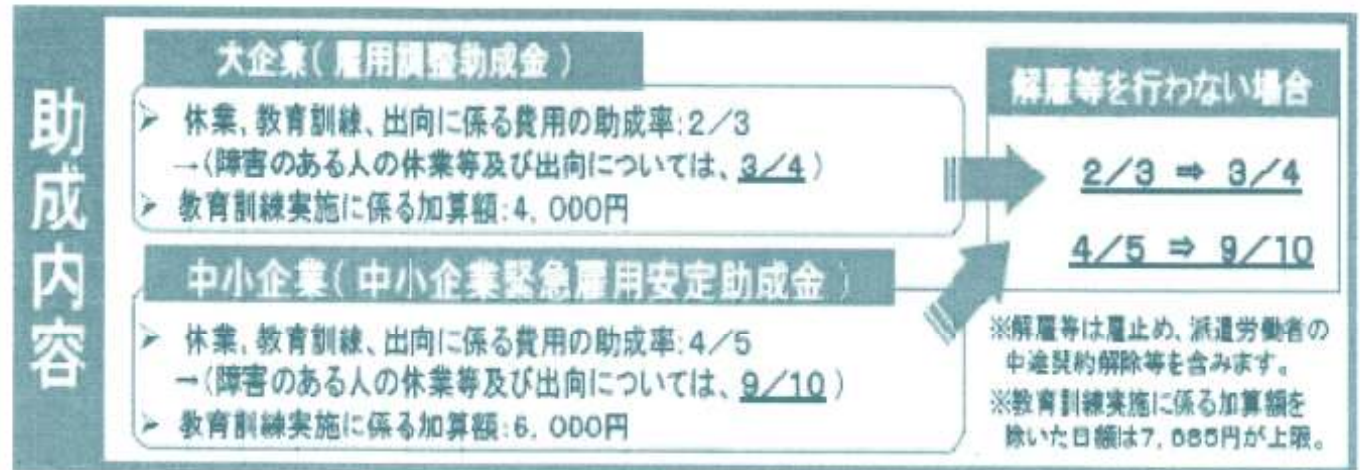 助成内容
大企業( 雇用調整助成金 )
➢ 休業、教育訓練、出向に係る費用の助成率:2/3
→(障害のある人の休業等及び出向については、3/4 )
➢ 教育訓練実施に係る加算額:4, 000円
中小企業( 中小企業緊急雇用安定助成金 )
➢ 休業、教育訓練、出向に係る費用の助成率:4/5
→(障害のある人の休業等及び出向については、9/10 )
➢ 教育訓練実施に係る加算額:6, 000円
解雇等を行わない場合
2/3 ⇒ 3/4
4/5 ⇒ 9/10
※解雇等は雇止め、派遣労働者の
中途契約解除等を含みます。
※教育訓練実施に係る加算額を
除いた日額は7, 685円が上限。